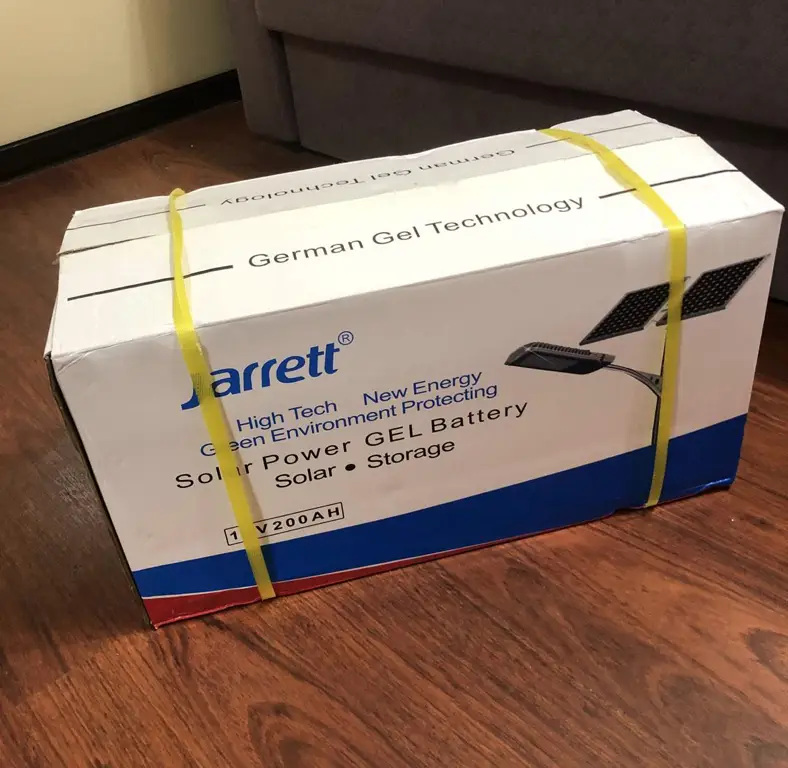 German Gel Technology
German Gel Technology
Jarrett®
High Tech New Energy
Green Environment Protecting
Solar Power GEL Battery
Solar • Storage